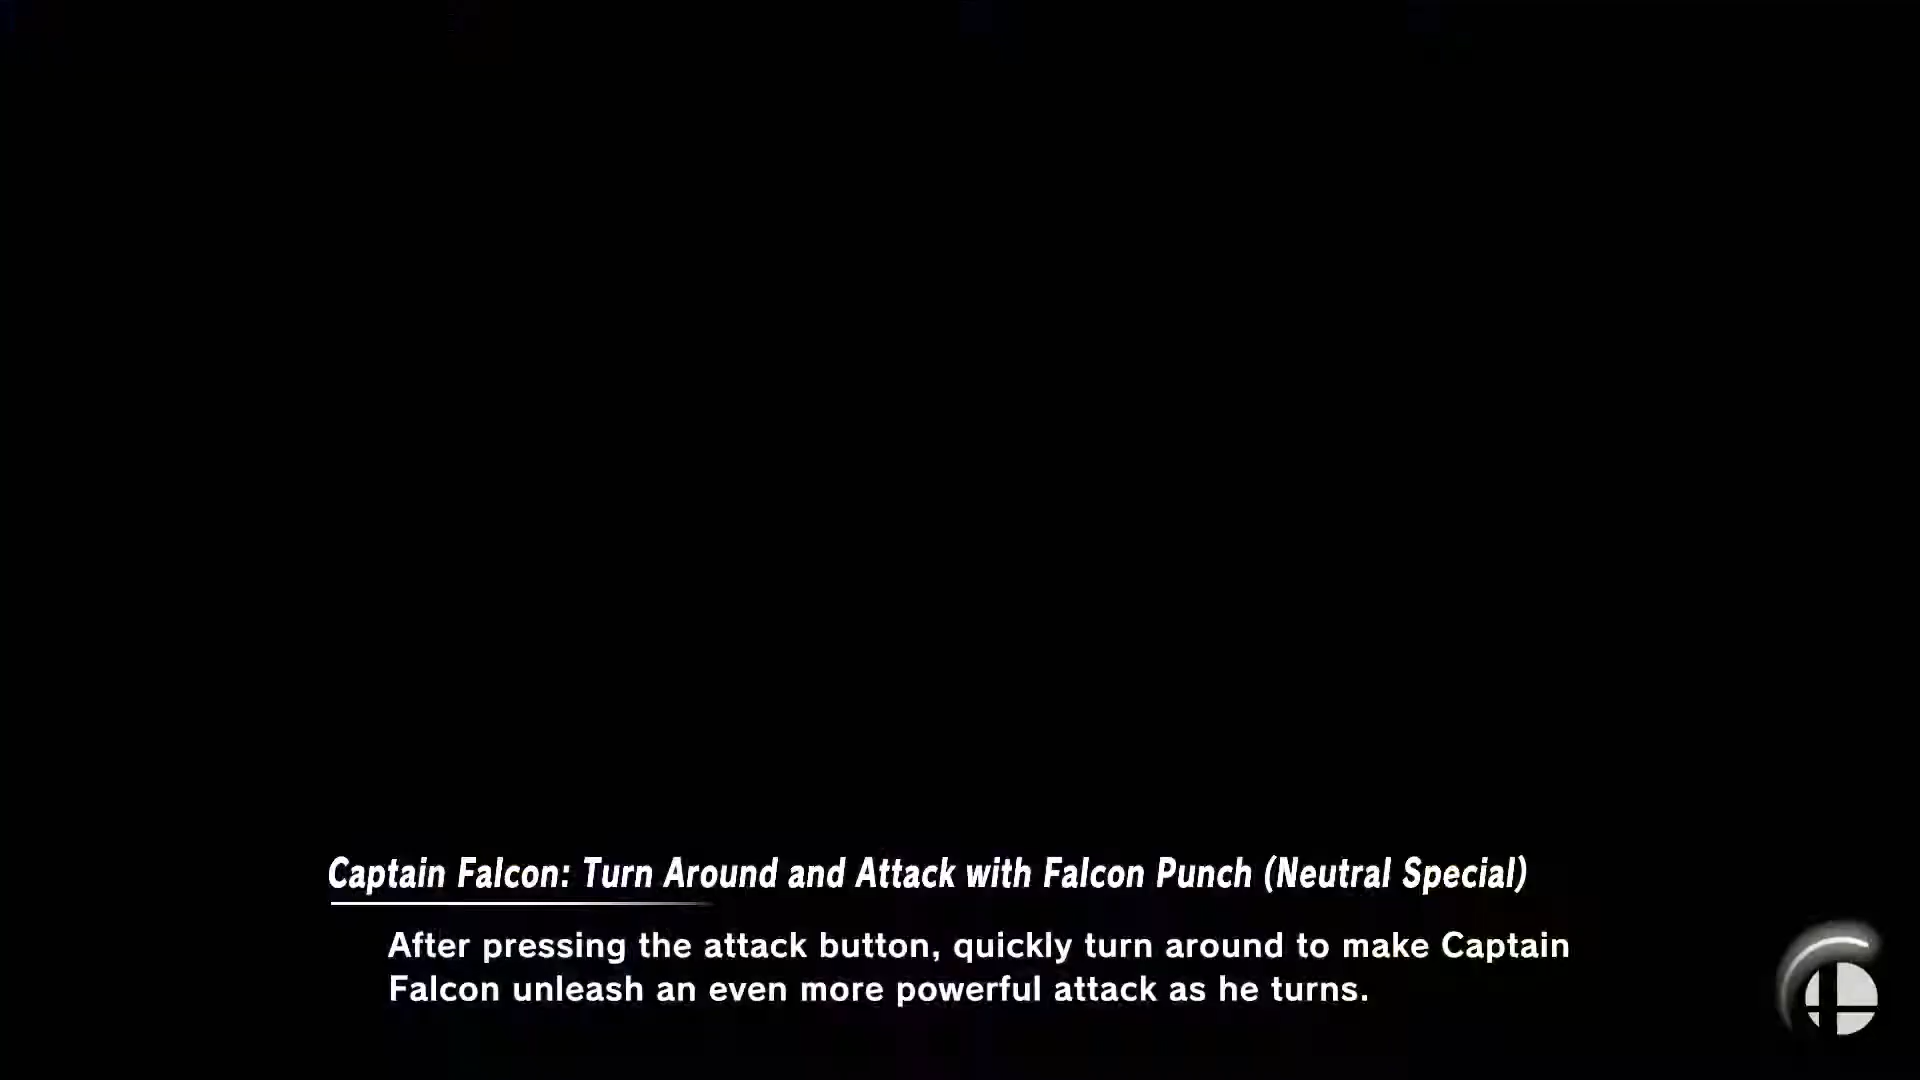 Captain Falcon: Turn Around and Attack with Falcon Punch (Neutral Special)
After pressing the attack button, quickly turn around to make Captain
Falcon unleash an even more powerful attack as he turns.